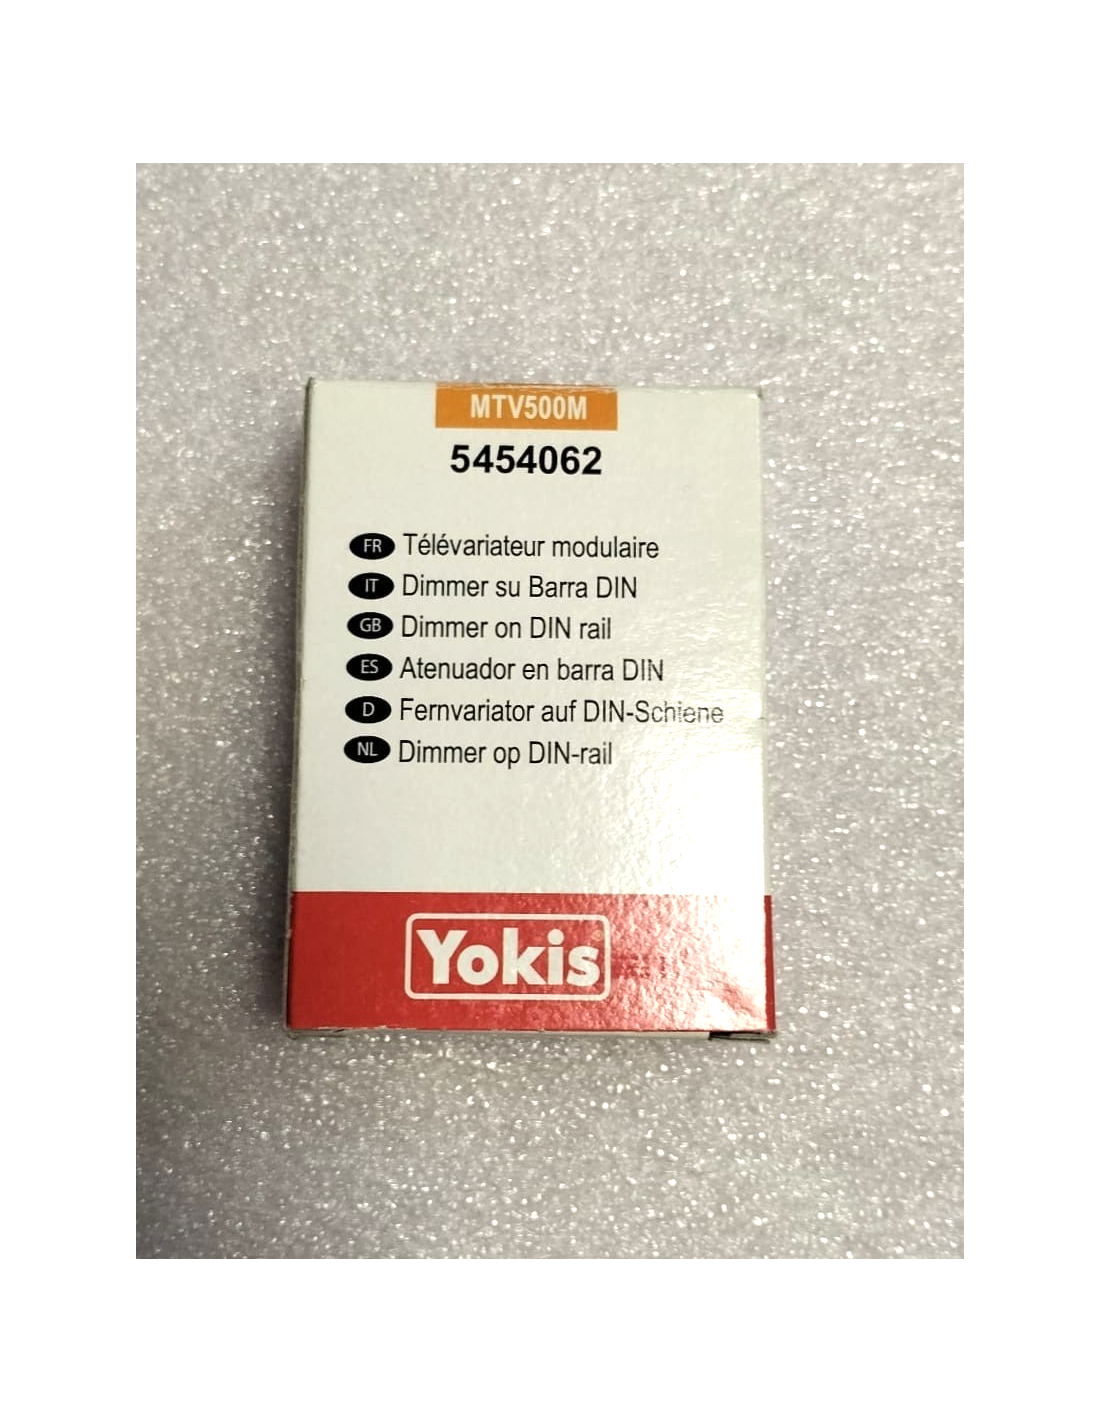 MTV500M
5454062
FR Télévariateur modulaire
IT Dimmer su Barra DIN
GB Dimmer on DIN rail
ES Atenuador en barra DIN
D Fernvariator auf DIN-Schiene
NL Dimmer op DIN-rail
Yokis